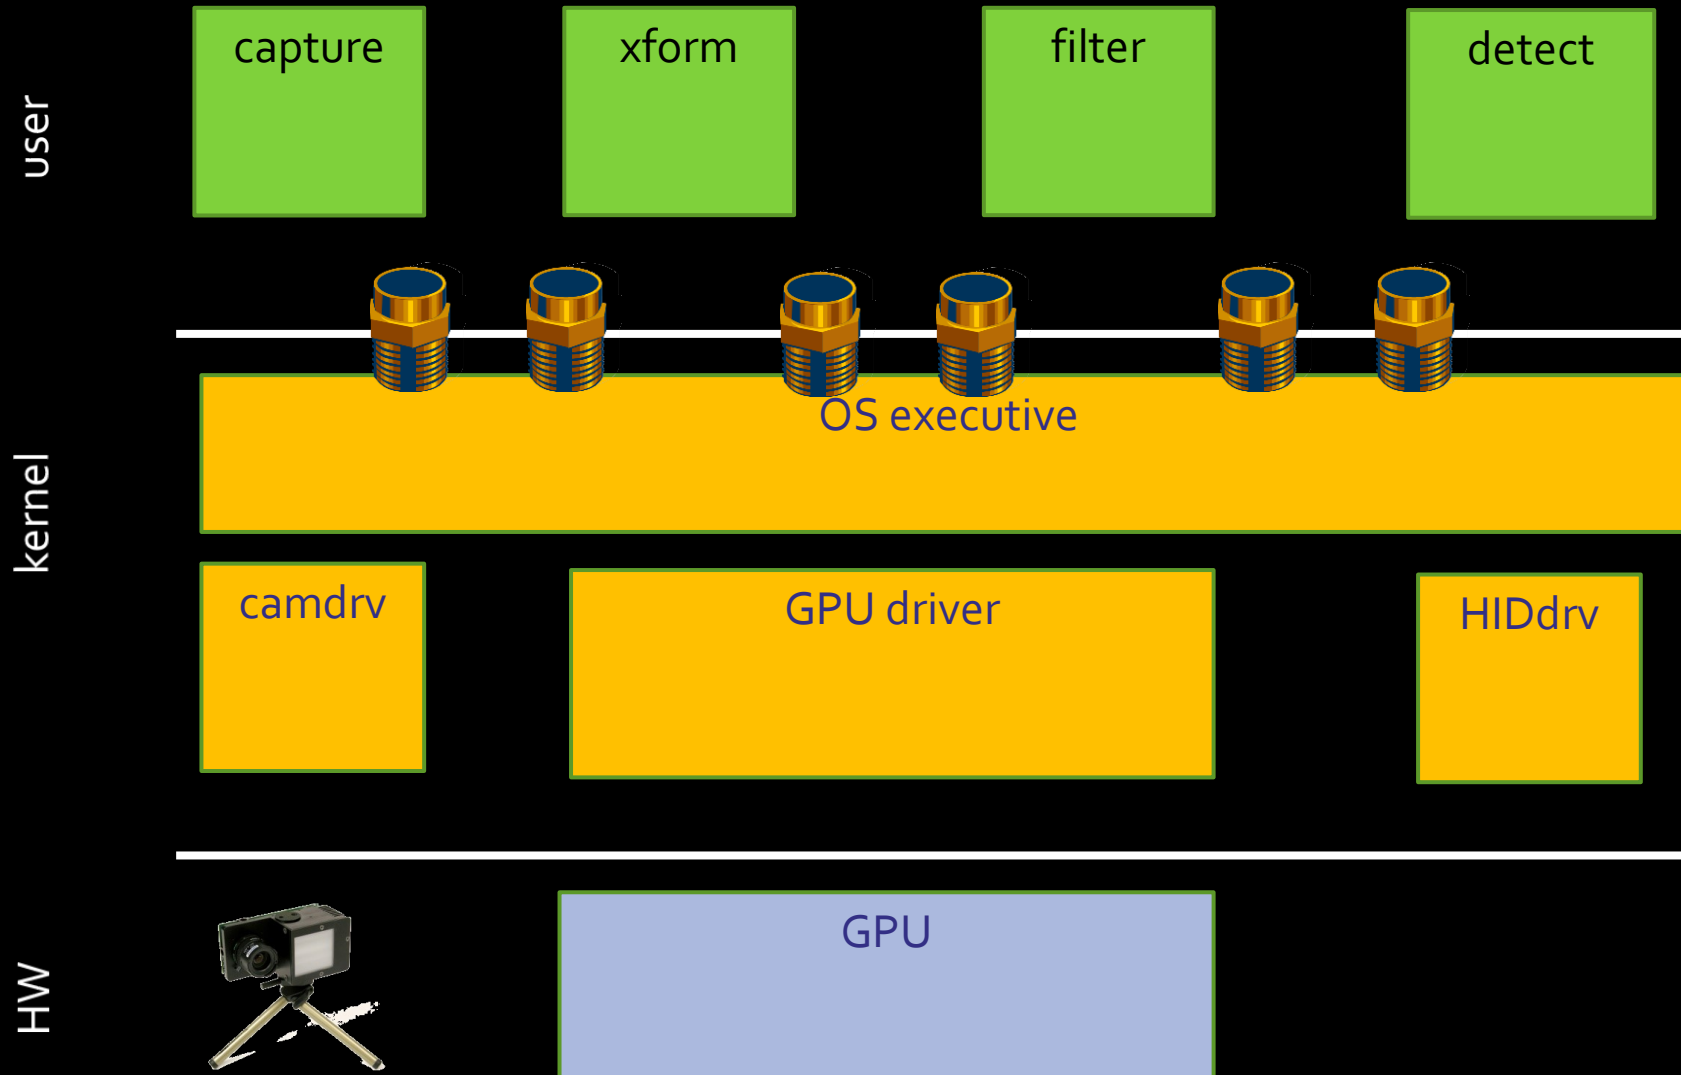 user
capture
xform
filter
detect
kernel
OS executive
camdrv
GPU driver
HIDdrv
HW
GPU